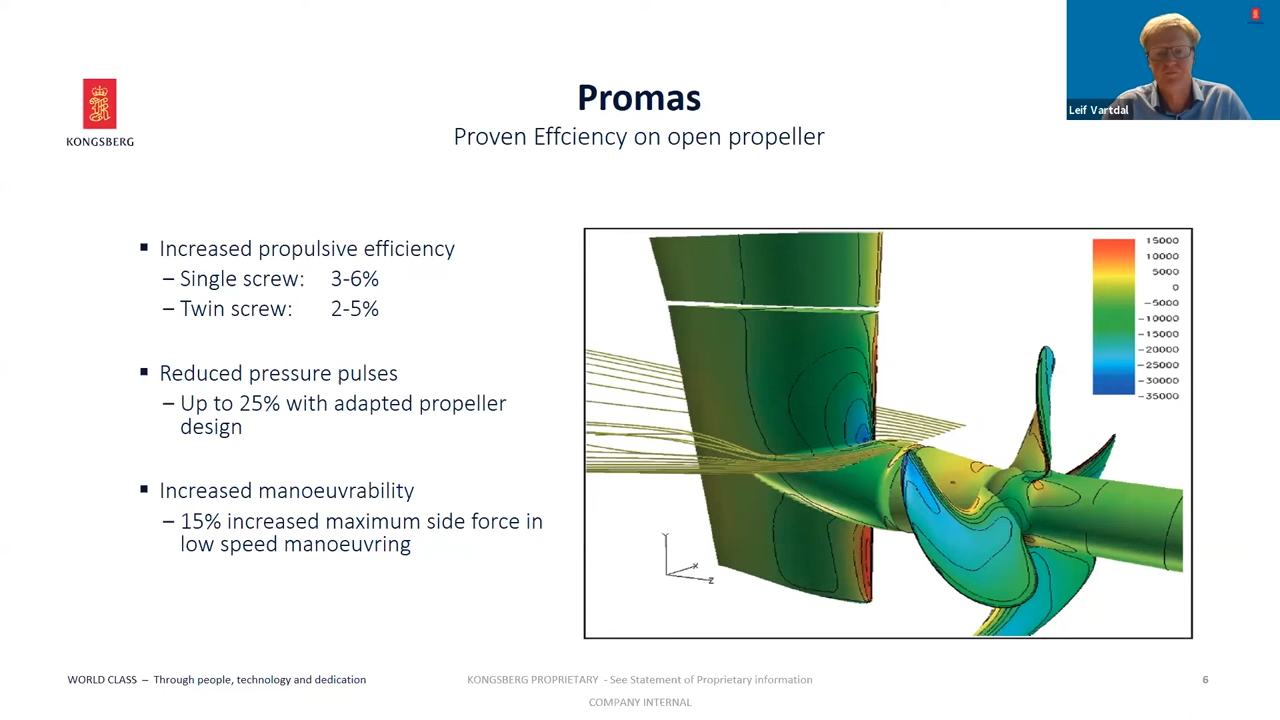 Leif Vartdal
KONGSBERG
Promas
Proven Effciency on open propeller
▪ Increased propulsive efficiency
– Single screw: 3-6%
– Twin screw: 2-5%
▪ Reduced pressure pulses
– Up to 25% with adapted propeller
design
▪ Increased manoeuvrability
– 15% increased maximum side force in
low speed manoeuvring
15000
10000
5000
0
-5000
-10000
-15000
-20000
-25000
-30000
-35000
Y
X
Z
WORLD CLASS – Through people, technology and dedication
KONGSBERG PROPRIETARY - See Statement of Proprietary information
6
COMPANY INTERNAL